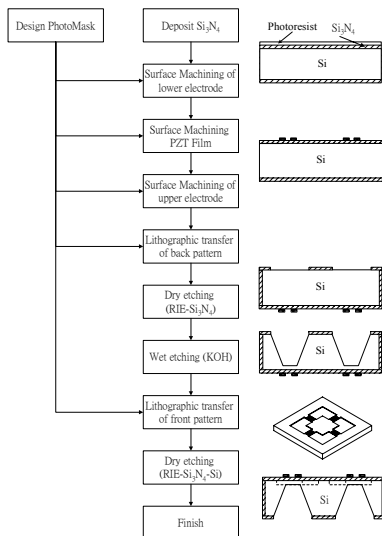 Design PhotoMask
Deposit Si₃N₄
Photoresist
Si₃N₄
Si
Surface Machining of
lower electrode
Surface Machining
PZT Film
Si
Surface Machining of
upper electrode
Lithographic transfer
of back pattern
Si
Dry etching
(RIE-Si₃N₄)
Wet etching (KOH)
Si
Lithographic transfer
of front pattern
Dry etching
(RIE-Si₃N₄-Si)
Si
Finish